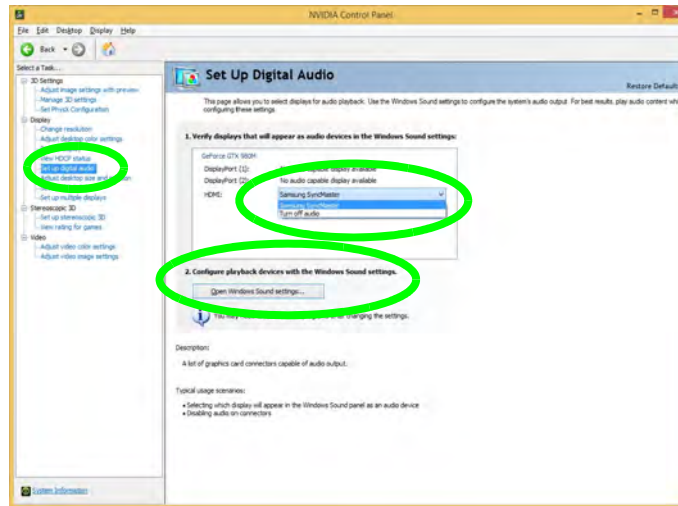 NVIDIA Control Panel
File Edit Desktop Display Help
Back
Select a Task...
3D Settings
Adjust image settings with preview
Manage 3D settings
Set PhysX Configuration
Display
Change resolution
Adjust desktop color settings
View HDCP status
Set up digital audio
Adjust desktop size and
Set up multiple displays
Stereoscopic 3D
Set up stereoscopic 3D
View rating for games
Video
Adjust video color settings
Adjust video image settings
System Information
Set Up Digital Audio
Restore Default
This page allows you to select displays for audio playback. Use the Windows Sound settings to configure the system's audio output. For best results, play audio content wh
configuring these settings.
1. Verify displays that will appear as audio devices in the Windows Sound settings:
GeForce GTX 980M
DisplayPort (1): No audio capable display available
DisplayPort (2): No audio capable display available
HDMI: Samsung SyncMaster
Samsung SyncMaster
Turn off audio
2. Configure playback devices with the Windows Sound settings.
Open Windows Sound settings...
changing the settings.
Description:
A list of graphics card connectors capable of audio output.
Typical usage scenarios:
• Selecting which display will appear in the Windows Sound panel as an audio device
• Disabling audio on connectors